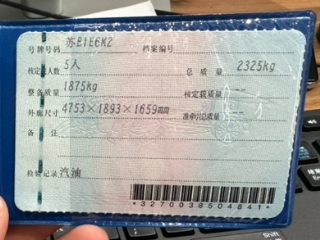 号牌号码 苏B1E6K2 档案编号
核定载人数 5人 总质量 2325kg
整备质量 1875kg 核定载质量 --
外廓尺寸 4753×1893×1659mm 准牵引总质量 --
备注
检验记录 汽油
*3270038504841*